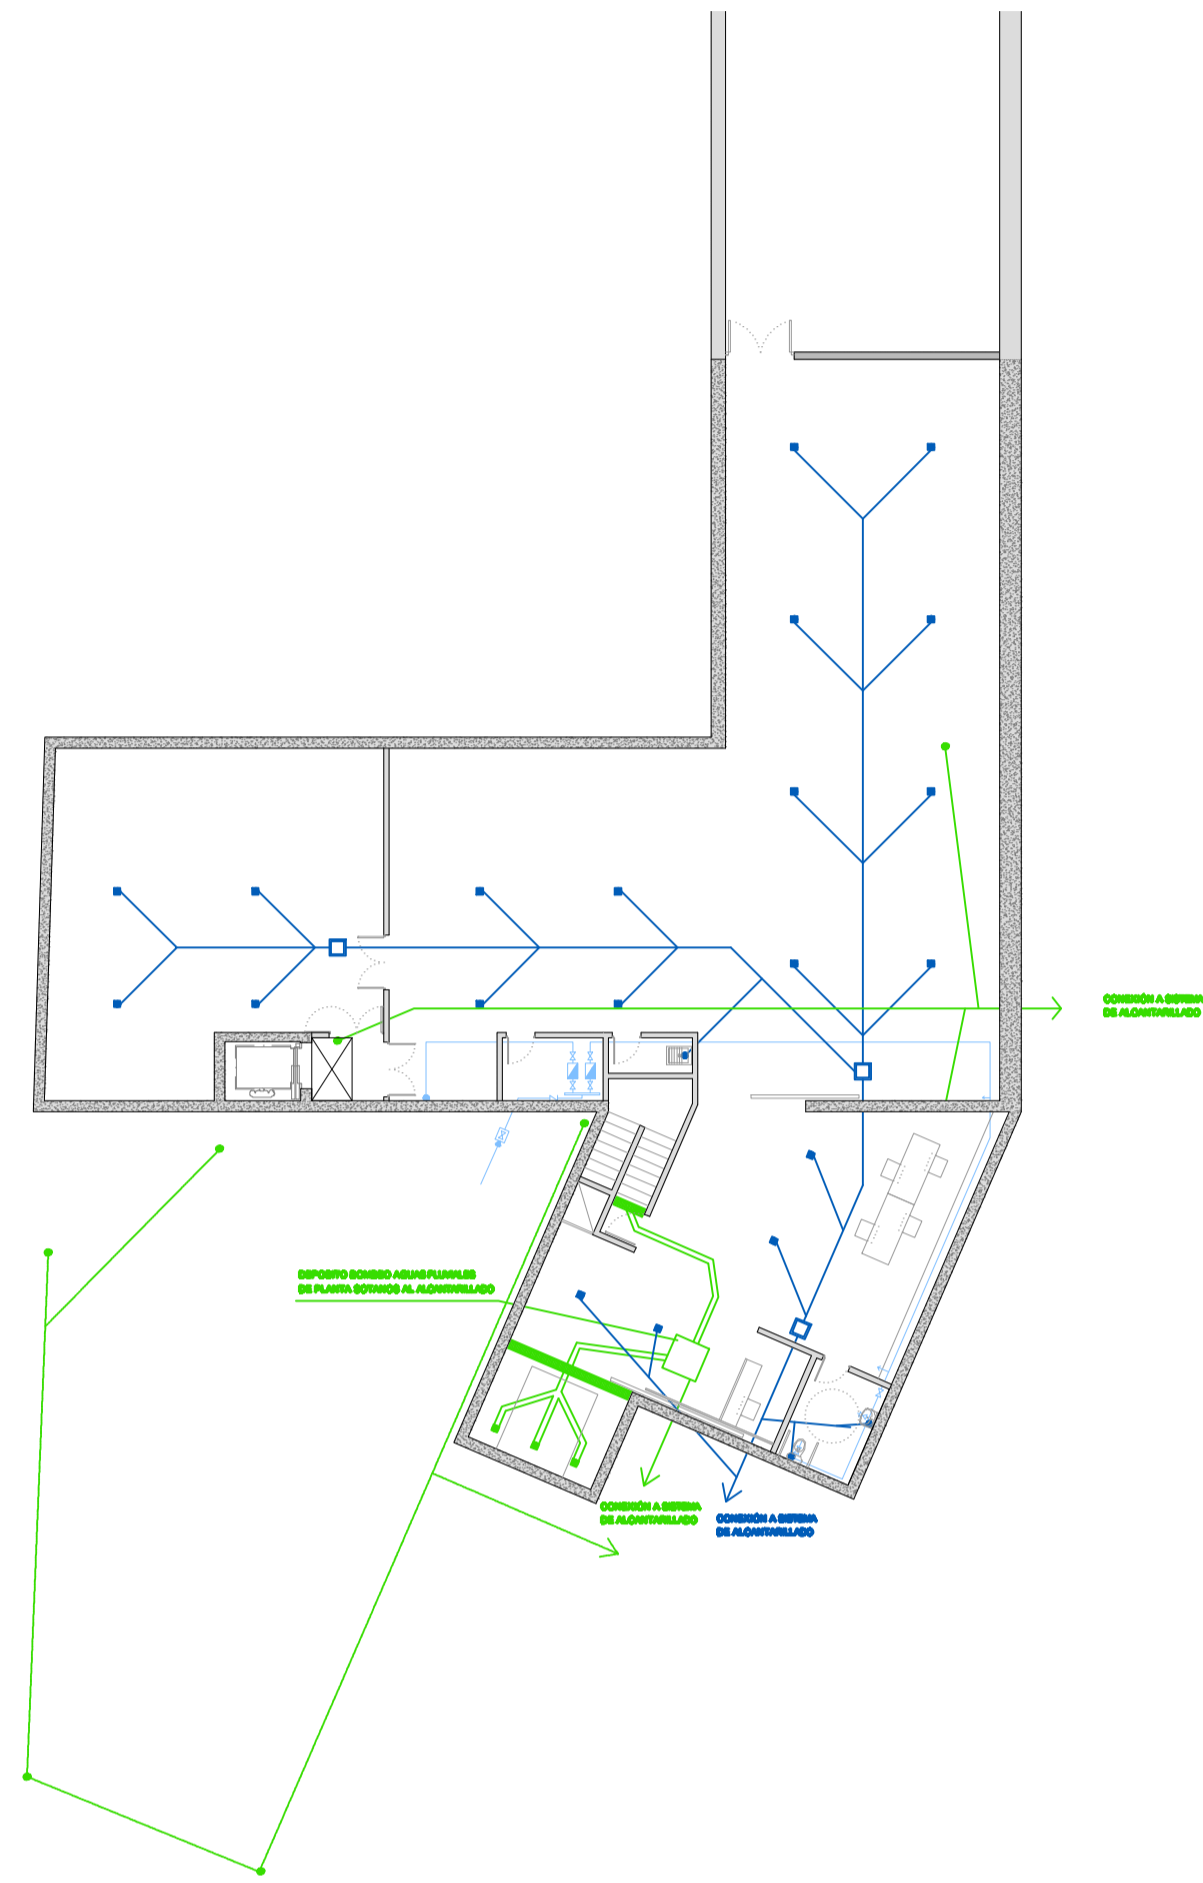 CONEXIÓN A SISTEMA
DE ALCANTARILLADO
DEPOSITO BOMBEO AGUAS PLUVIALES
DE PLANTA SOTANOS AL ALCANTARILLADO
CONEXIÓN A SISTEMA
DE ALCANTARILLADO
CONEXIÓN A SISTEMA
DE ALCANTARILLADO